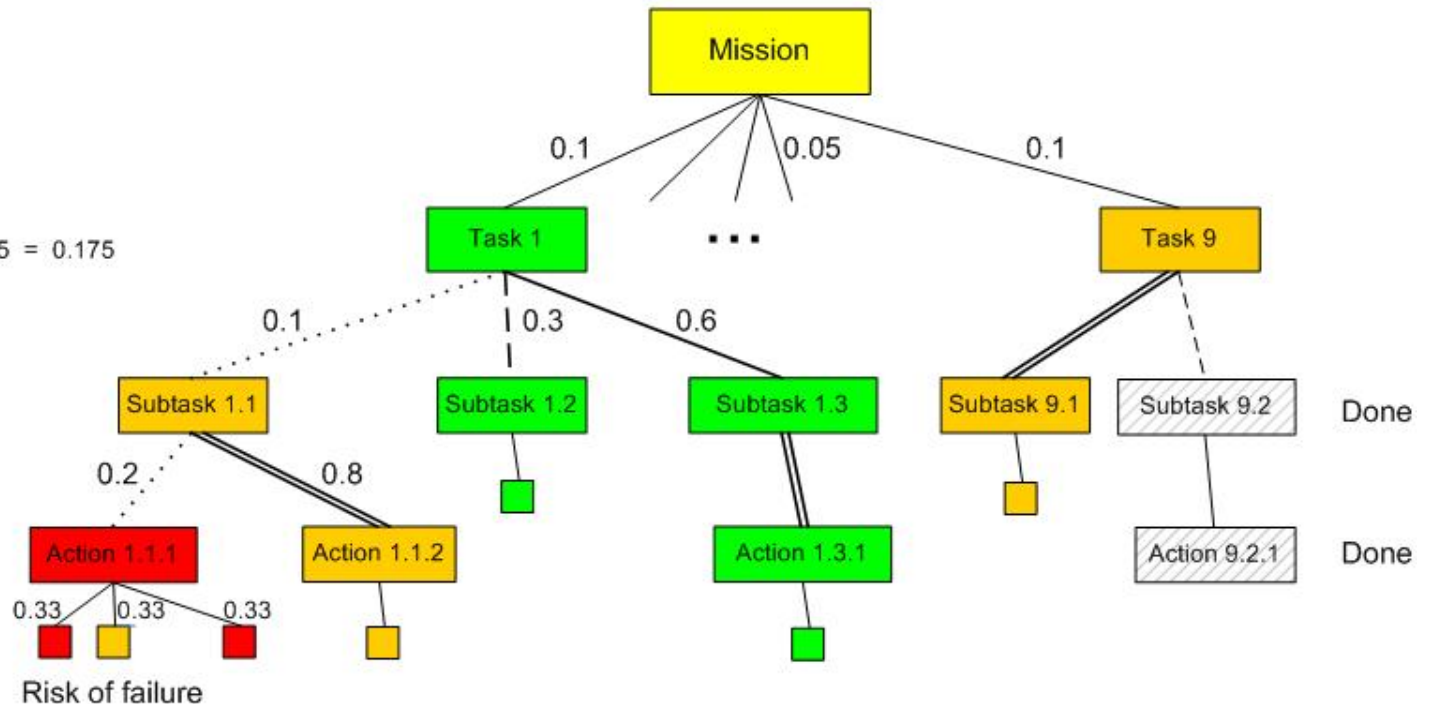 Mission
0.1
0.05
0.1
Task 1
...
Task 9
5 = 0.175
0.1
0.3
0.6
Subtask 1.1
Subtask 1.2
Subtask 1.3
Subtask 9.1
Subtask 9.2
Done
0.2
0.8
Action 1.1.1
Action 1.1.2
Action 1.3.1
Action 9.2.1
Done
0.33
0.33
0.33
Risk of failure